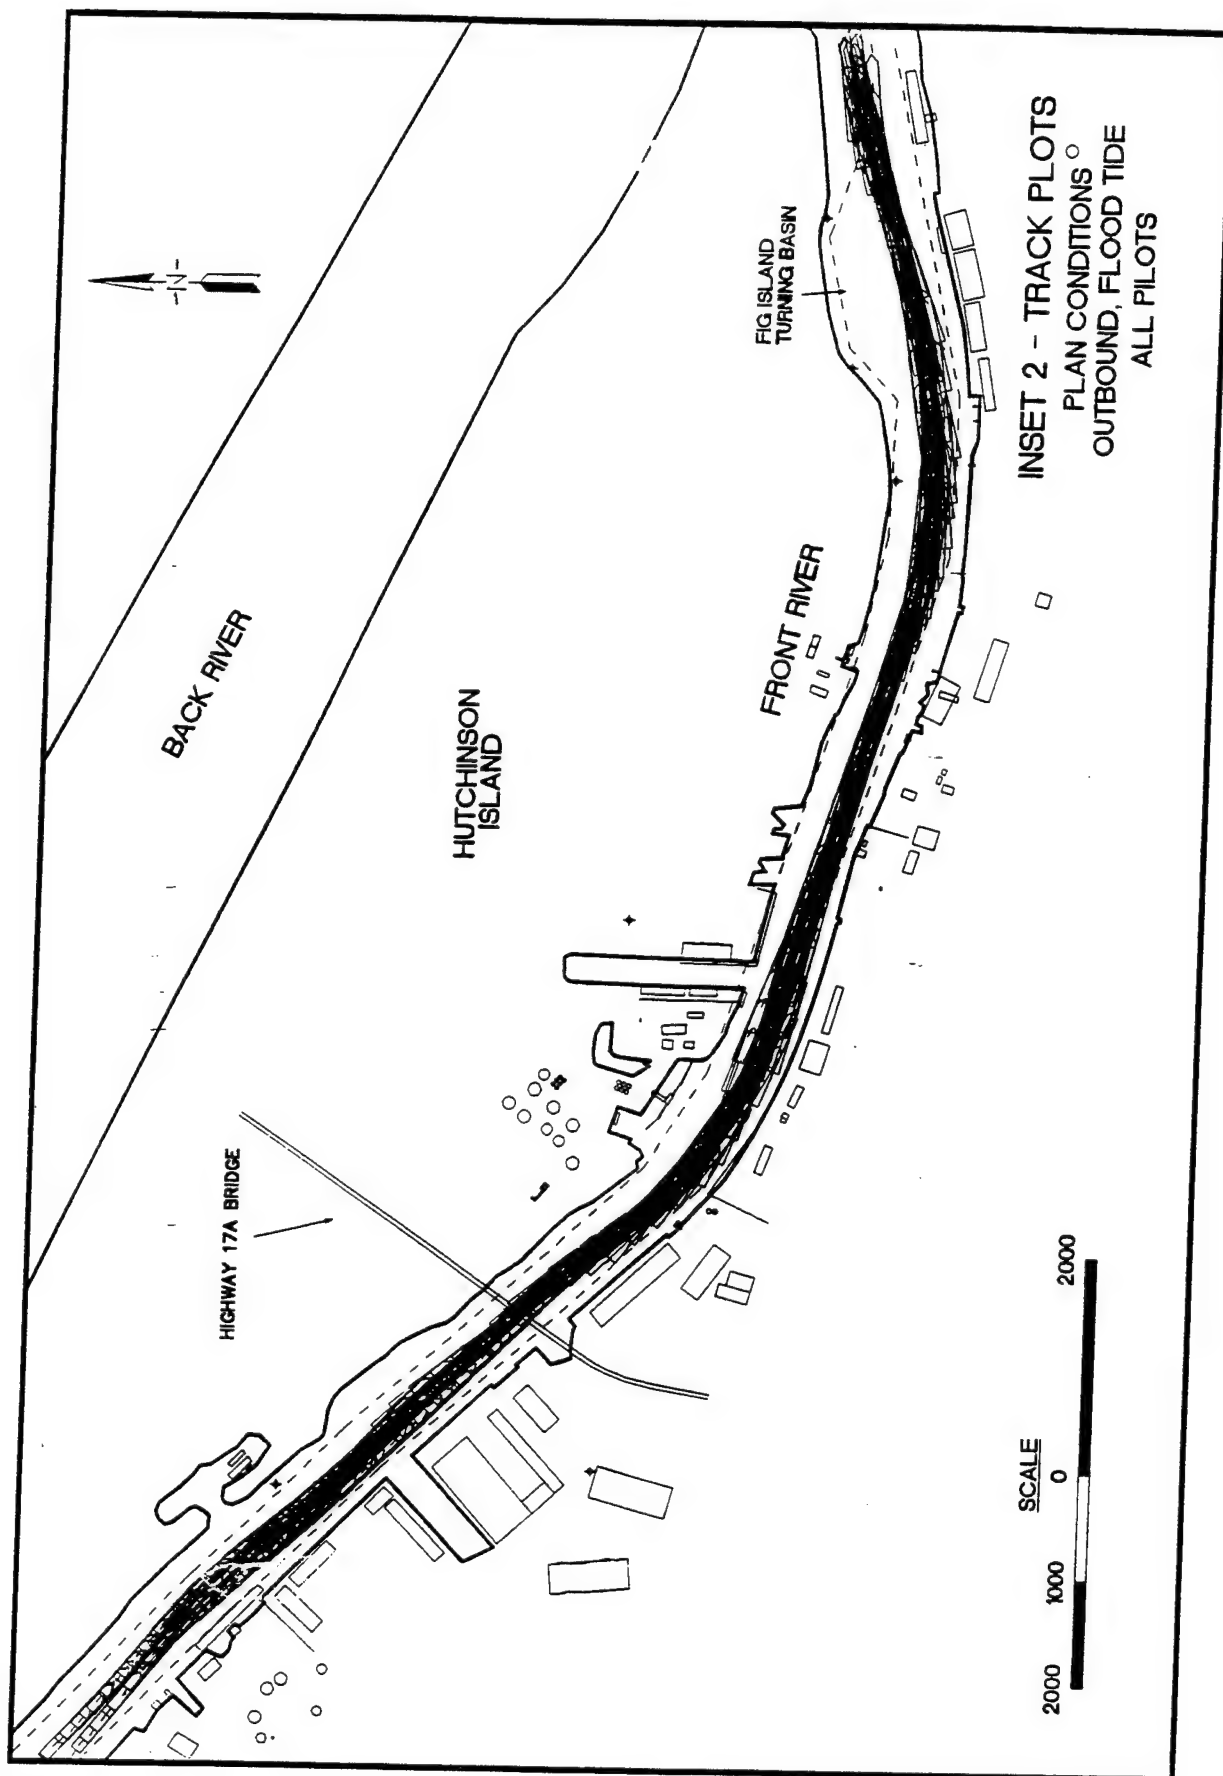 -N-
BACK RIVER
HUTCHINSON
ISLAND
FRONT RIVER
FIG ISLAND
TURNING BASIN
HIGHWAY 17A BRIDGE
INSET 2 - TRACK PLOTS
PLAN CONDITIONS
OUTBOUND, FLOOD TIDE
ALL PILOTS
SCALE
2000 1000 0 2000